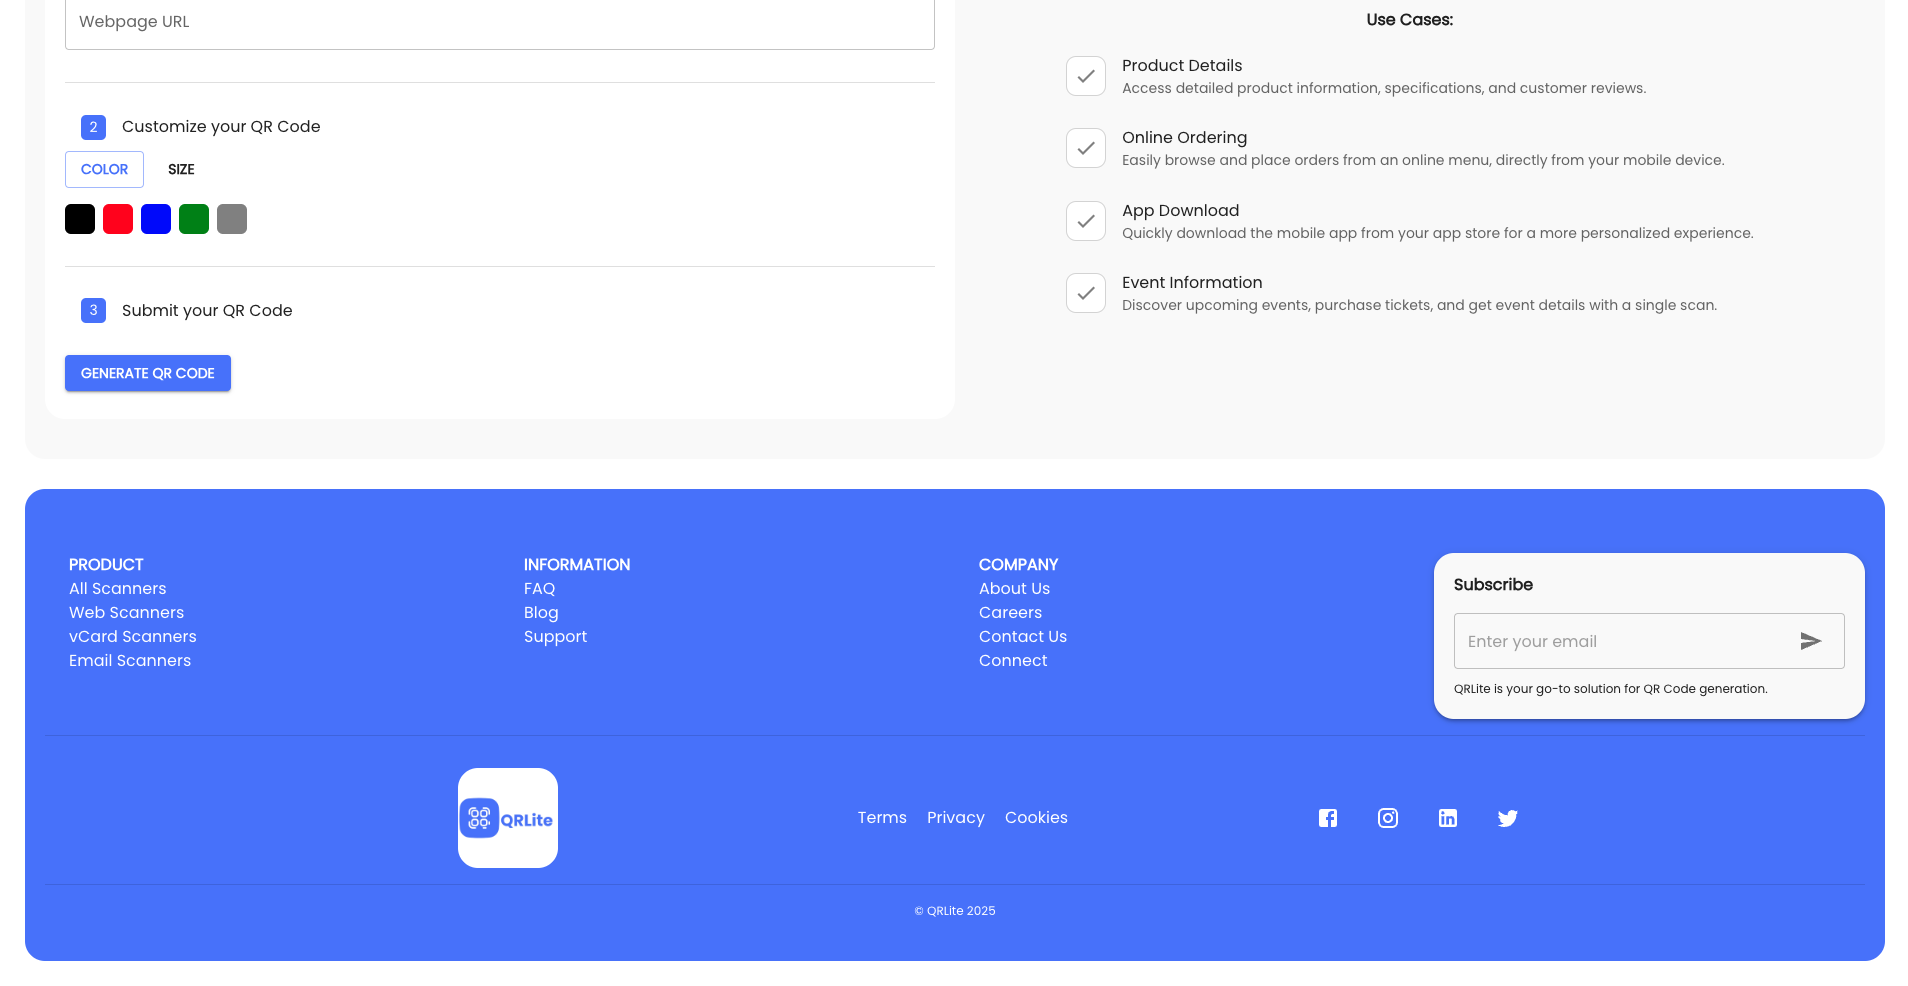 Webpage URL
2 Customize your QR Code
COLOR SIZE
3 Submit your QR Code
GENERATE QR CODE
Use Cases:
Product Details
Access detailed product information, specifications, and customer reviews.
Online Ordering
Easily browse and place orders from an online menu, directly from your mobile device.
App Download
Quickly download the mobile app from your app store for a more personalized experience.
Event Information
Discover upcoming events, purchase tickets, and get event details with a single scan.
PRODUCT
All Scanners
Web Scanners
vCard Scanners
Email Scanners
INFORMATION
FAQ
Blog
Support
COMPANY
About Us
Careers
Contact Us
Connect
Subscribe
Enter your email
QRLite is your go-to solution for QR Code generation.
QRLite
Terms Privacy Cookies
© QRLite 2025